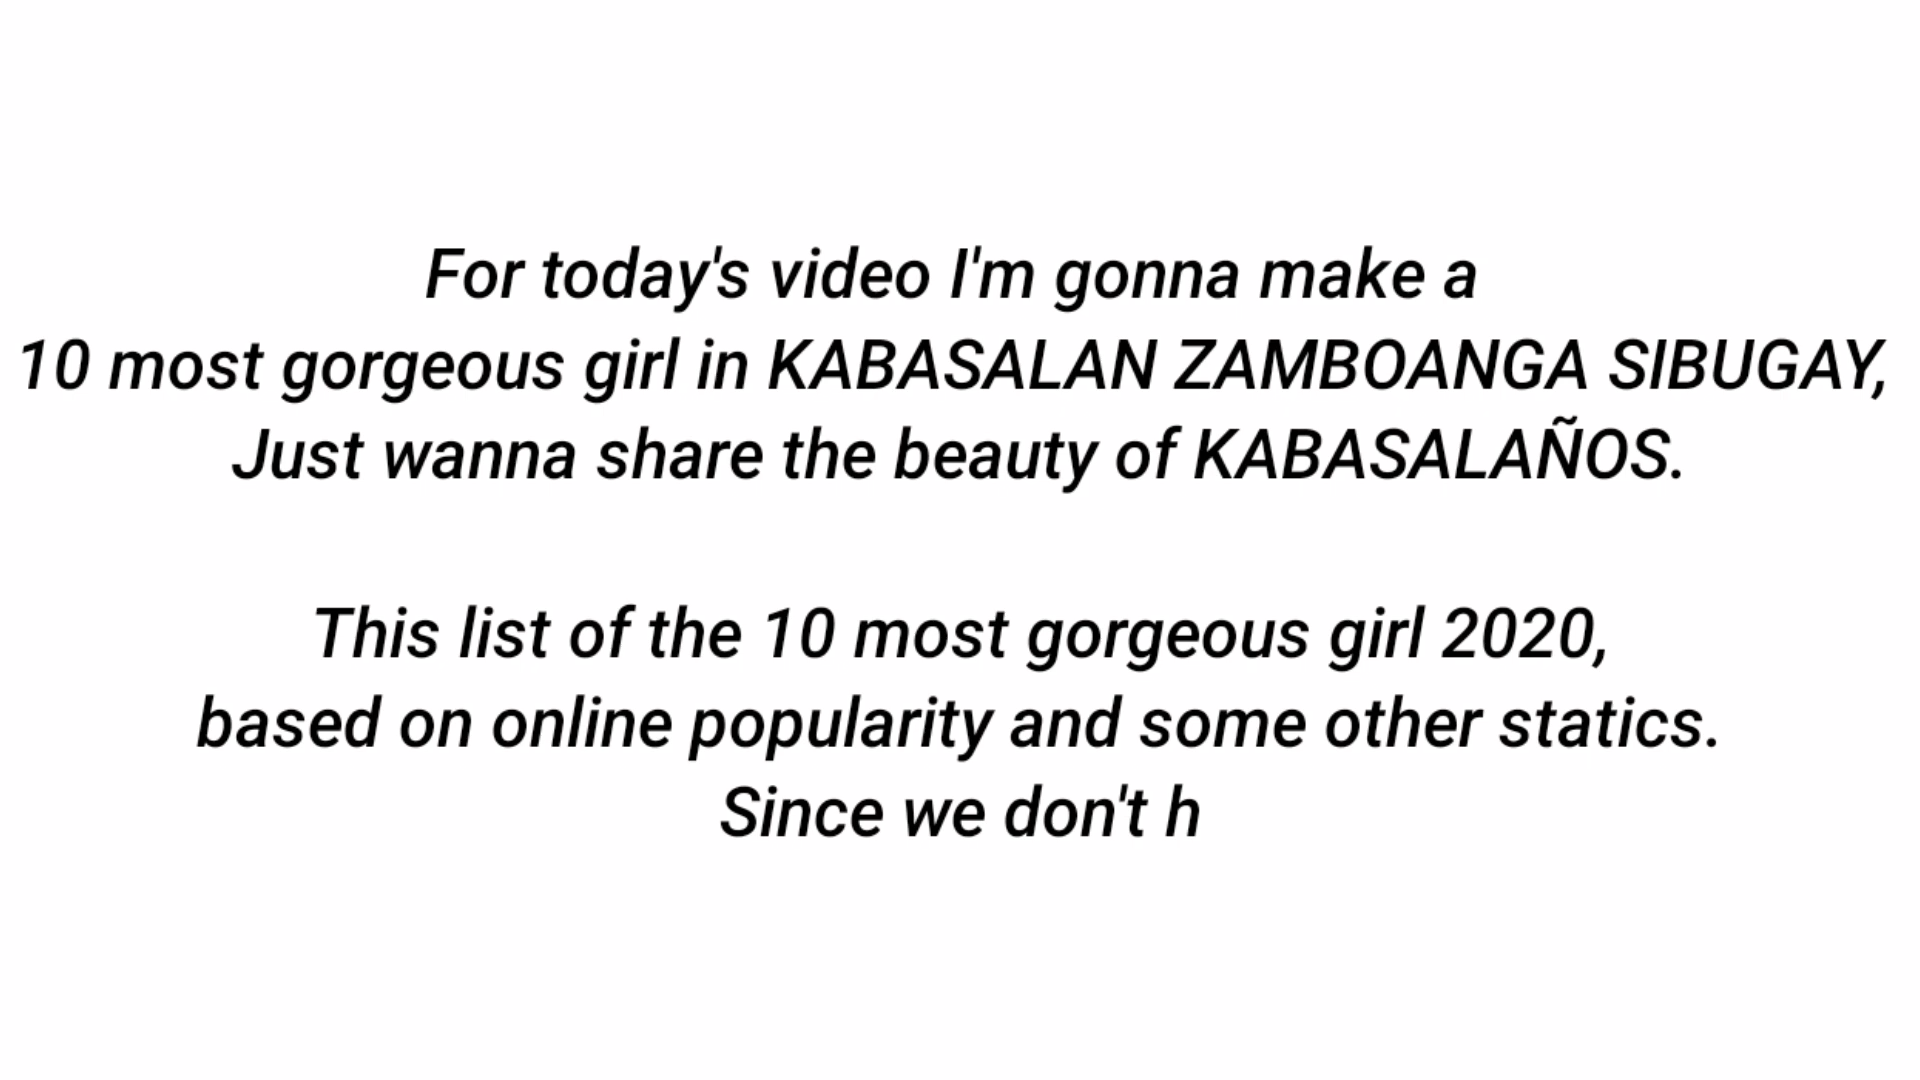 For today's video I'm gonna make a
10 most gorgeous girl in KABASALAN ZAMBOANGA SIBUGAY,
Just wanna share the beauty of KABASALAÑOS.
This list of the 10 most gorgeous girl 2020,
based on online popularity and some other statics.
Since we don't h